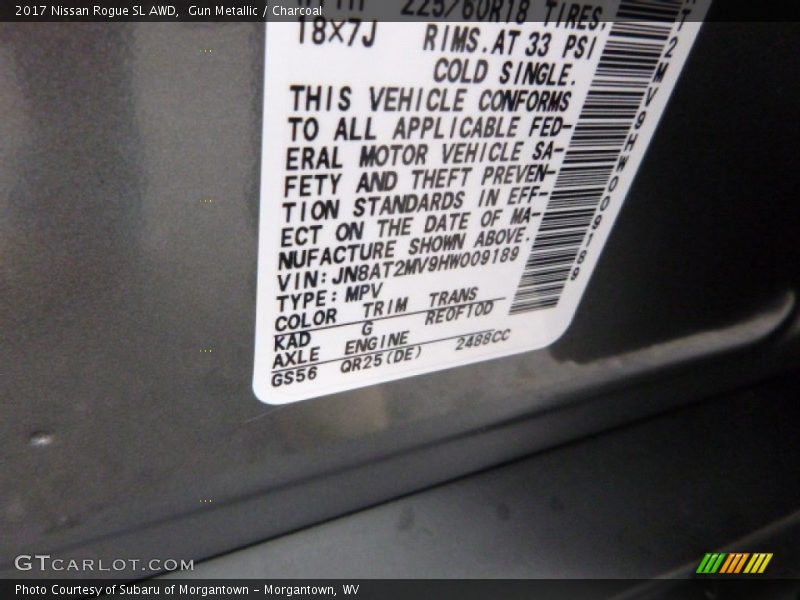 2017 Nissan Rogue SL AWD,  Gun Metallic / Charcoal
225/60R18 TIRES,
18X7J RIMS.AT 33 PSI
COLD SINGLE.
THIS VEHICLE CONFORMS
TO ALL APPLICABLE FED-
ERAL MOTOR VEHICLE SA-
FETY AND THEFT PREVEN-
TION STANDARDS IN EFF-
ECT ON THE DATE OF MA-
NUFACTURE SHOWN ABOVE.
VIN:JN8AT2MV9HW009189
TYPE:MPV
COLOR TRIM TRANS
KAD G RE0F10D
AXLE ENGINE
GS56 QR25(DE) 2488CC
T2MV9HW009189
GTCARLOT.COM
Photo Courtesy of Subaru of Morgantown - Morgantown, WV